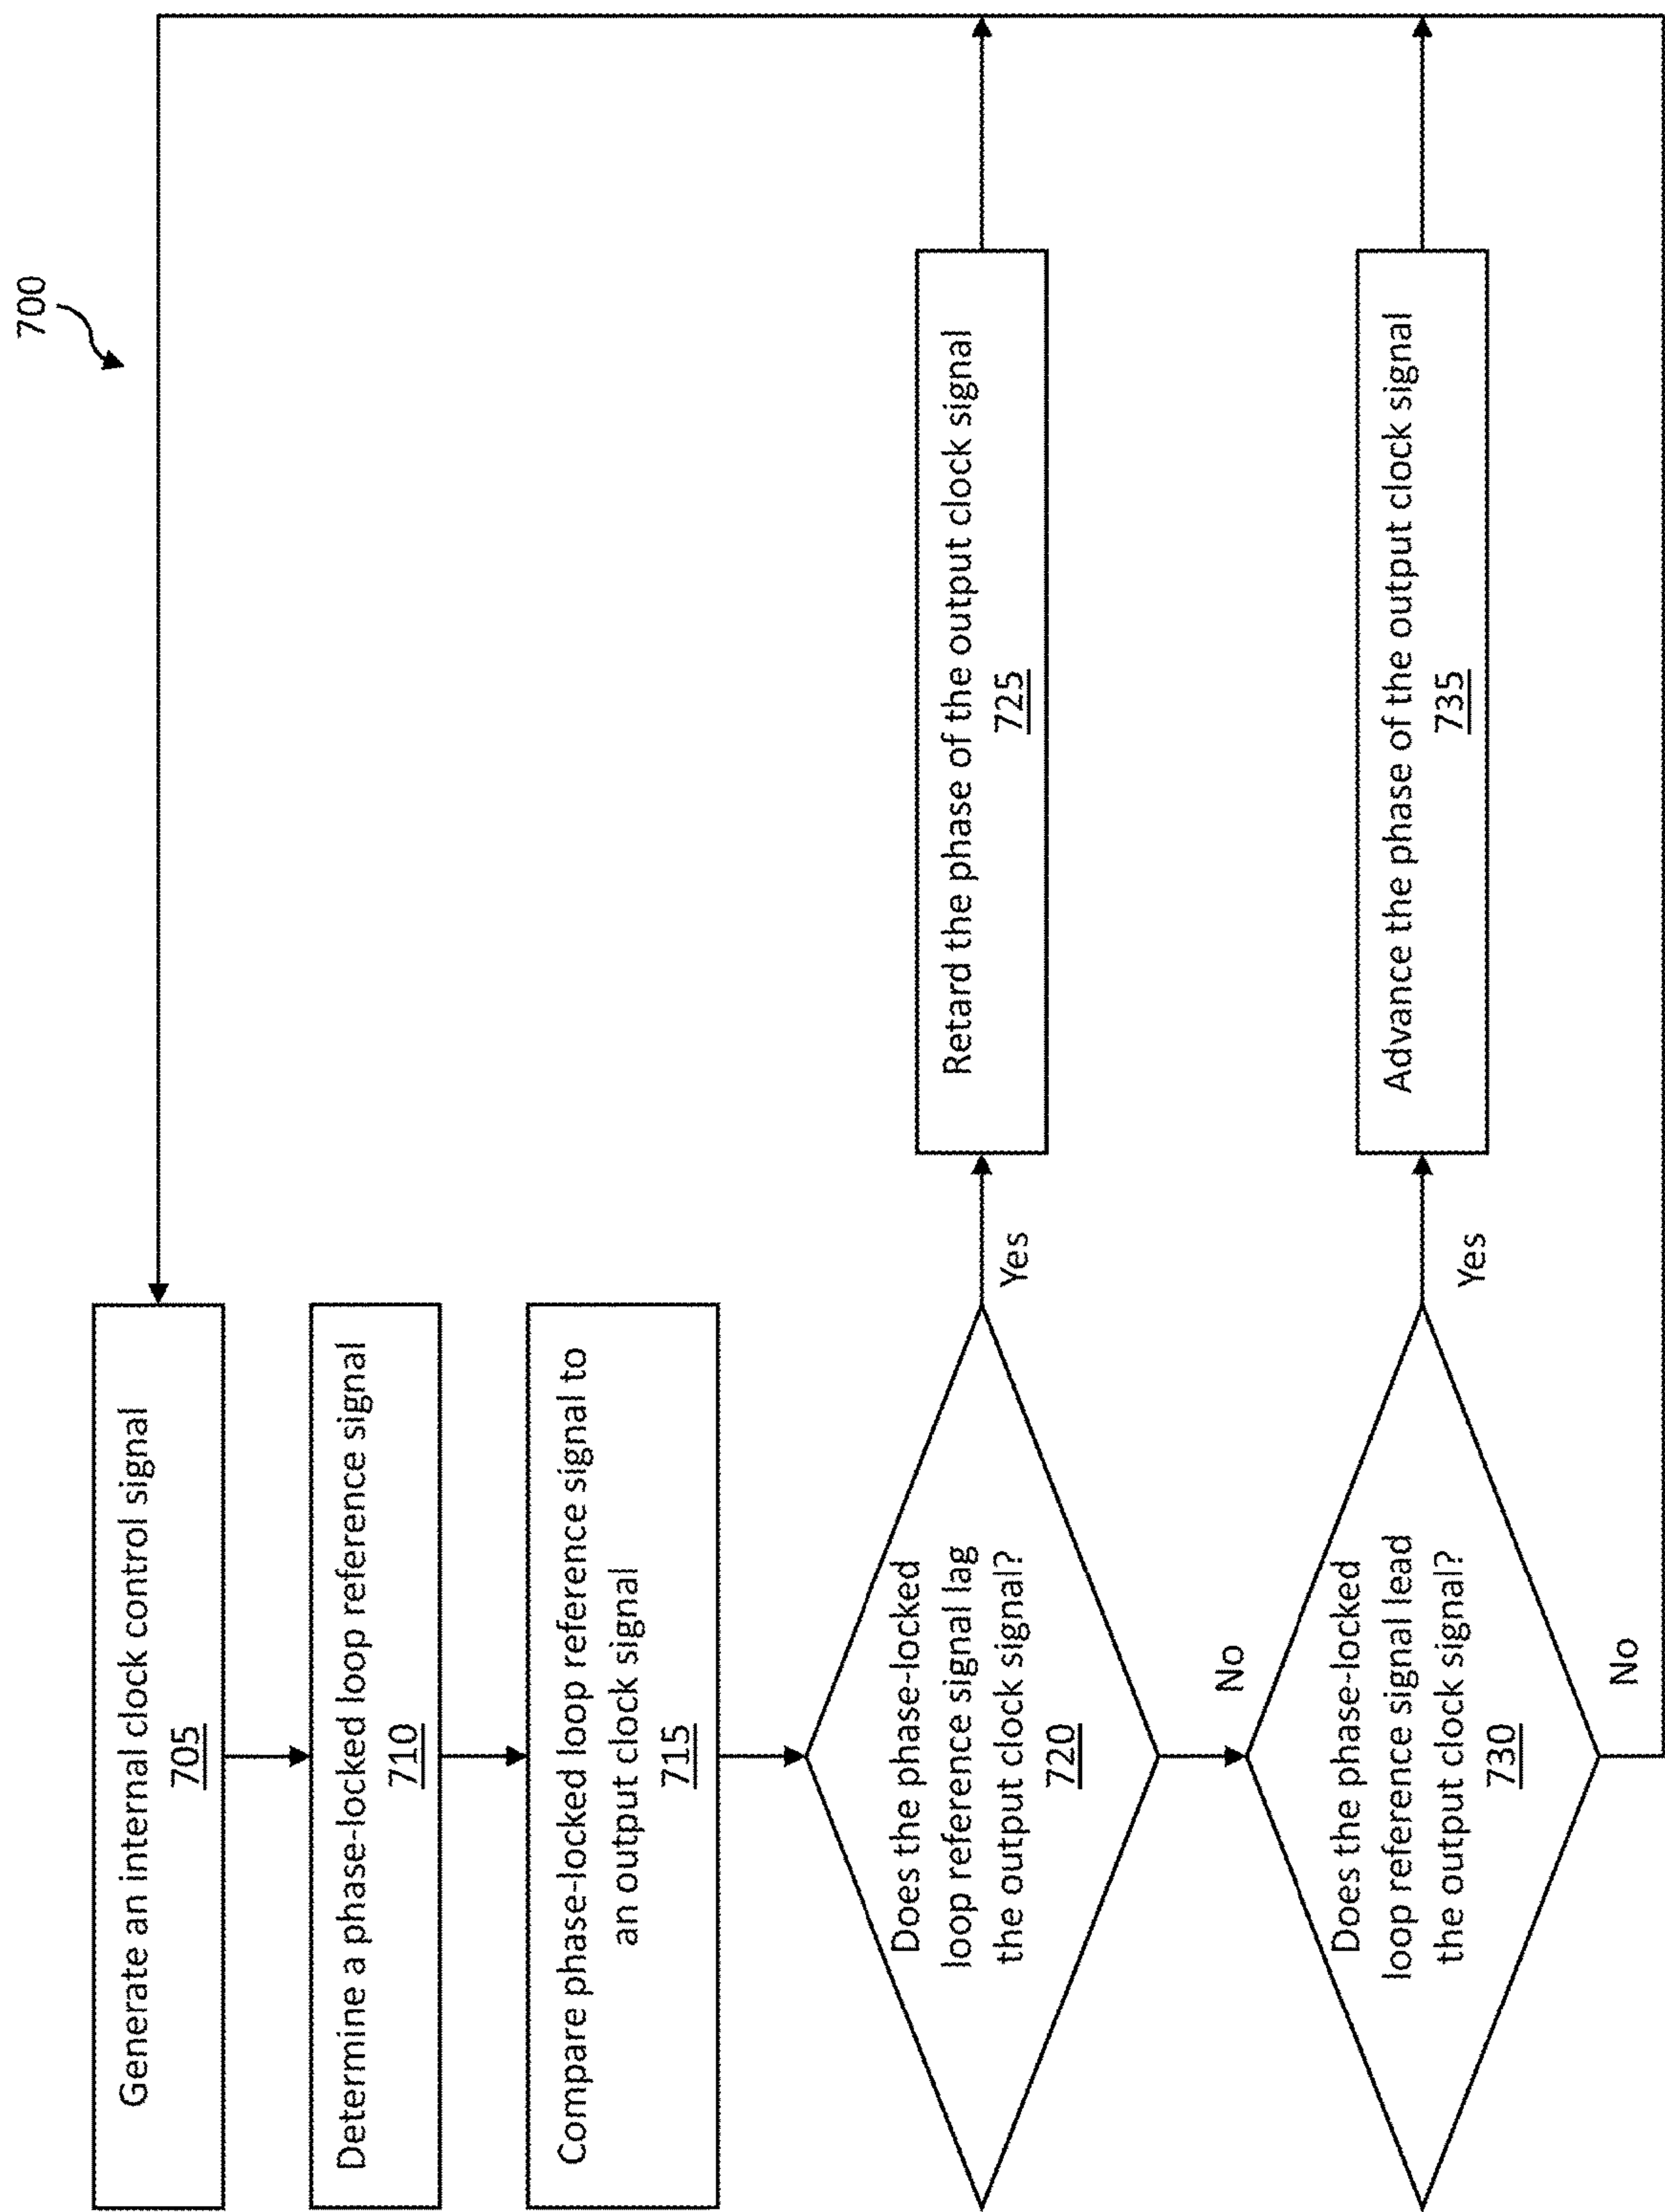 700
Generate an internal clock control signal
705
Determine a phase-locked loop reference signal
710
Compare phase-locked loop reference signal to
an output clock signal
715
Does the phase-locked
loop reference signal lag
the output clock signal?
720
Yes
Retard the phase of the output clock signal
725
No
Does the phase-locked
loop reference signal lead
the output clock signal?
730
Yes
Advance the phase of the output clock signal
735
No